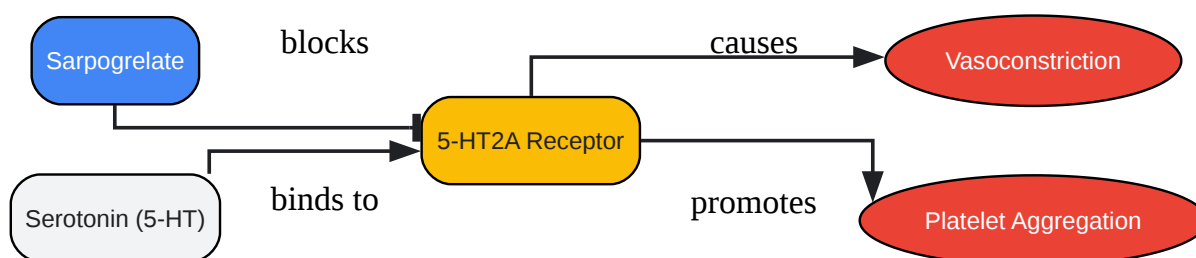 blocks
causes
Sarpogrelate
Vasoconstriction
5-HT2A Receptor
binds to
promotes
Serotonin (5-HT)
Platelet Aggregation